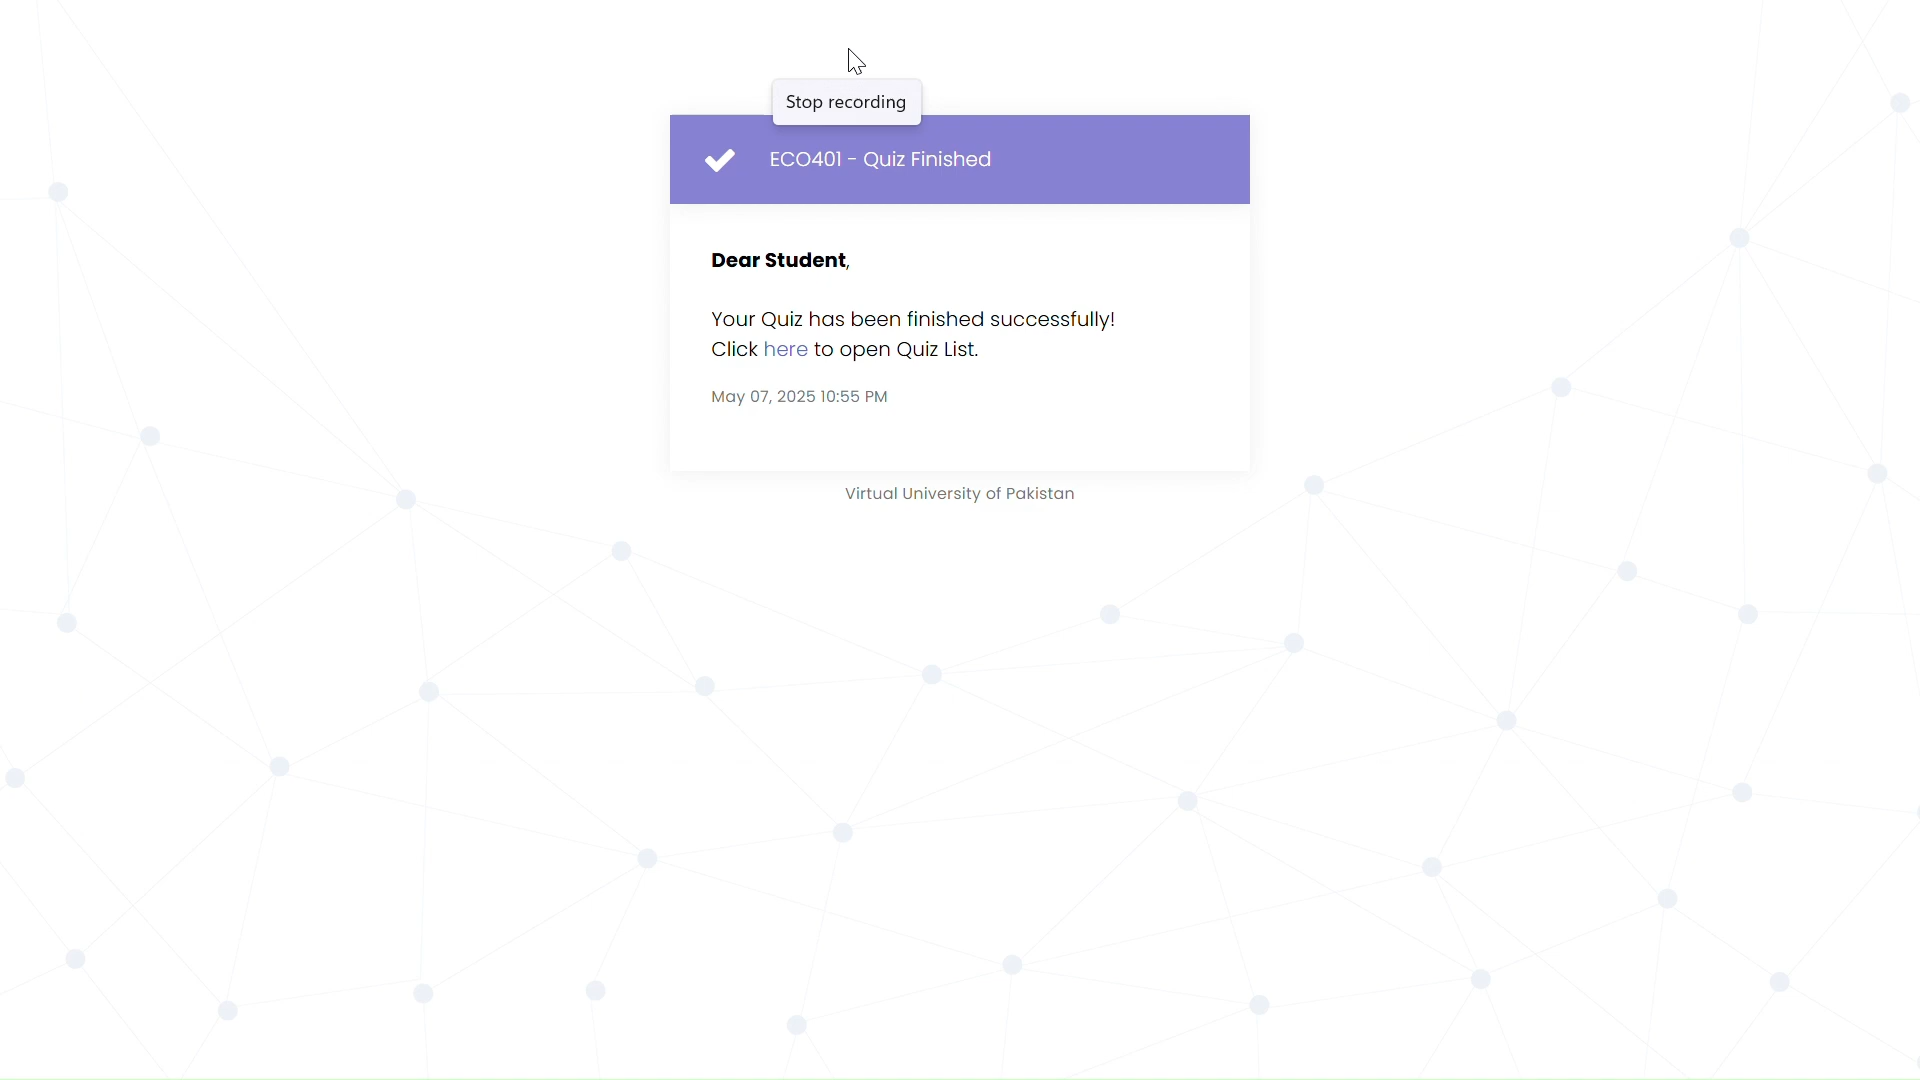 Stop recording
ECO401 - Quiz Finished
Dear Student,
Your Quiz has been finished successfully!
Click here to open Quiz List.
May 07, 2025 10:55 PM
Virtual University of Pakistan